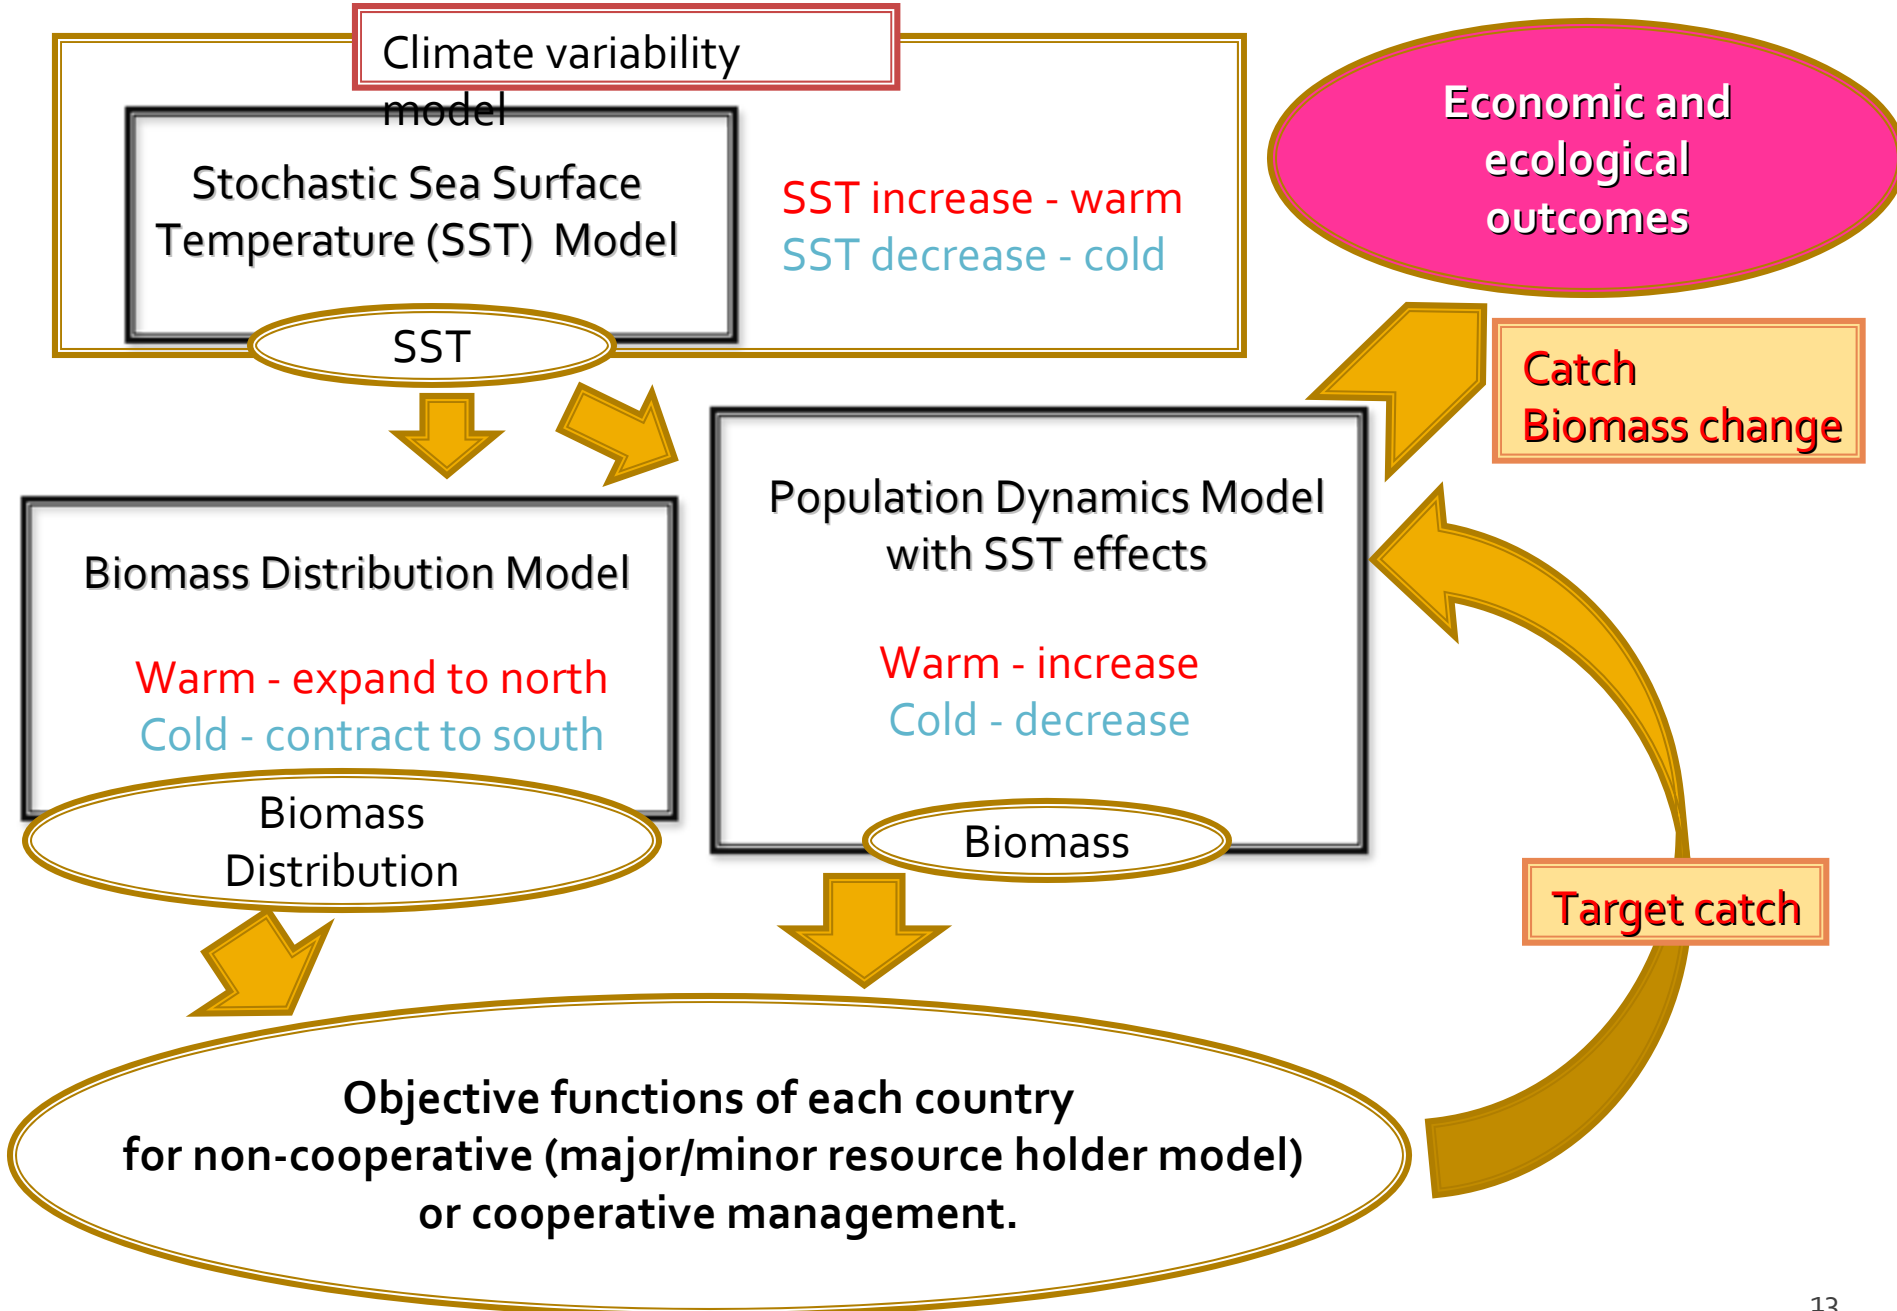 Climate variability
model
Stochastic Sea Surface
Temperature (SST) Model
SST increase - warm
SST decrease - cold
SST
Economic and
ecological
outcomes
Catch
Biomass change
Biomass Distribution Model
Warm - expand to north
Cold - contract to south
Biomass
Distribution
Population Dynamics Model
with SST effects
Warm - increase
Cold - decrease
Biomass
Target catch
Objective functions of each country
for non-cooperative (major/minor resource holder model)
or cooperative management.
13